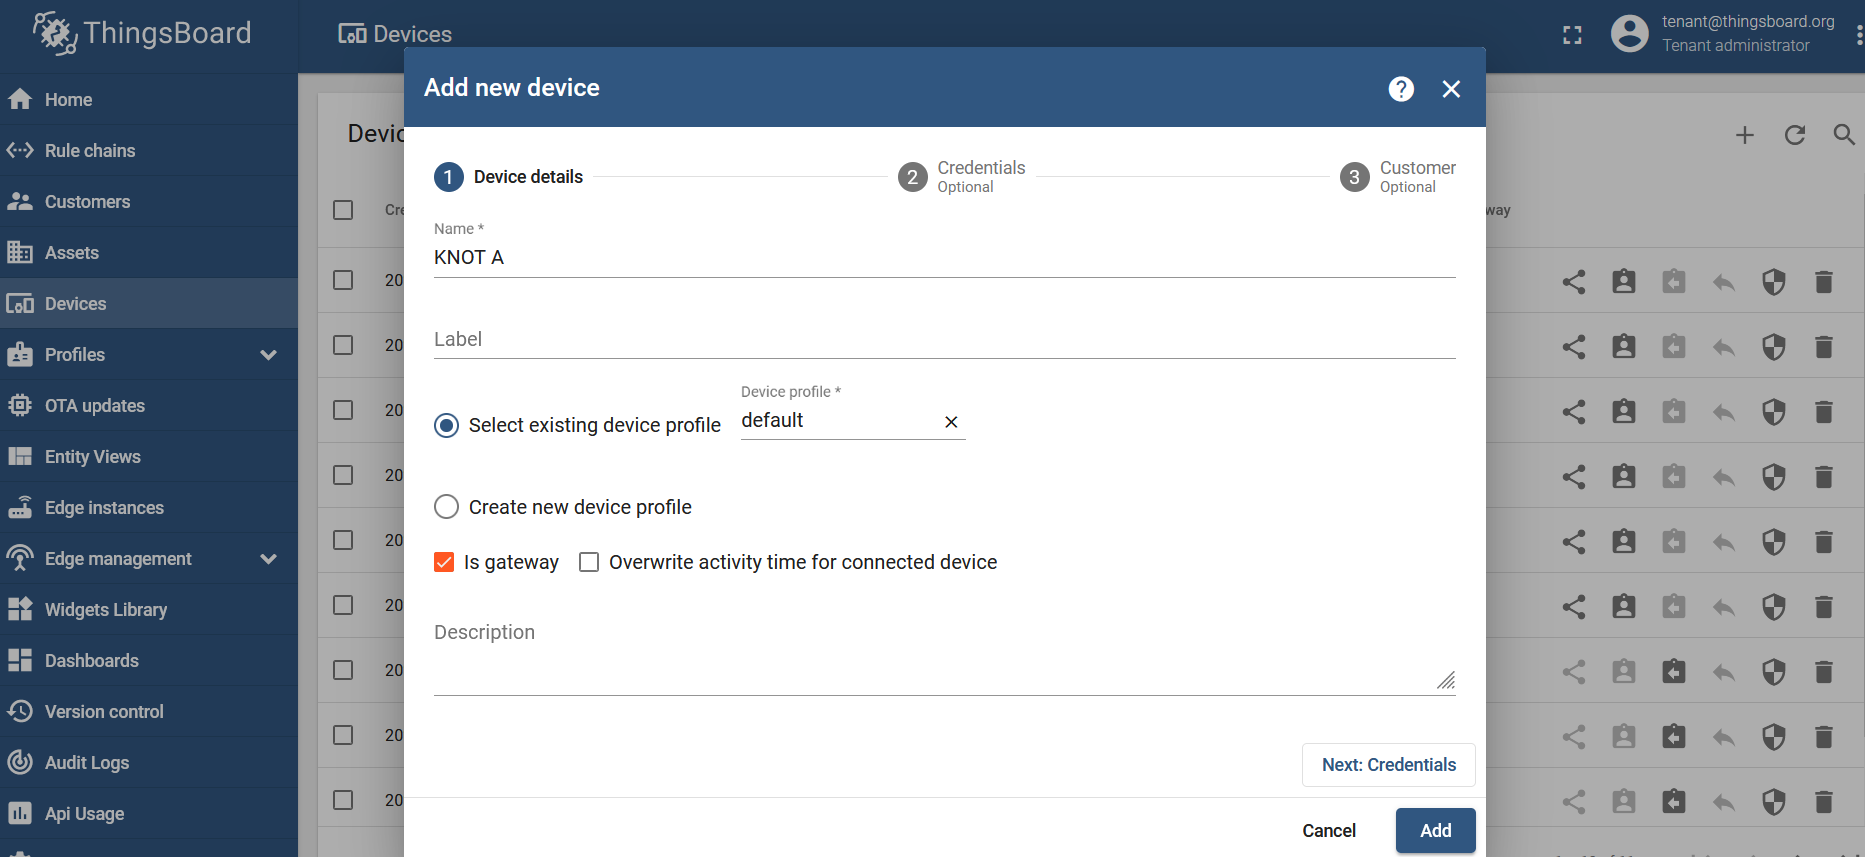 ThingsBoard
Devices
tenant@thingsboard.org
Tenant administrator
Home
Rule chains
Customers
Assets
Devices
Profiles
OTA updates
Entity Views
Edge instances
Edge management
Widgets Library
Dashboards
Version control
Audit Logs
Api Usage
Add new device
?
1 Device details
2 Credentials
Optional
3 Customer
Optional
Name *
KNOT A
Label
Device profile *
Select existing device profile
default
Create new device profile
Is gateway
Overwrite activity time for connected device
Description
Next: Credentials
Cancel
Add
Devic
Cre
way
20
20
20
20
20
20
20
20
20